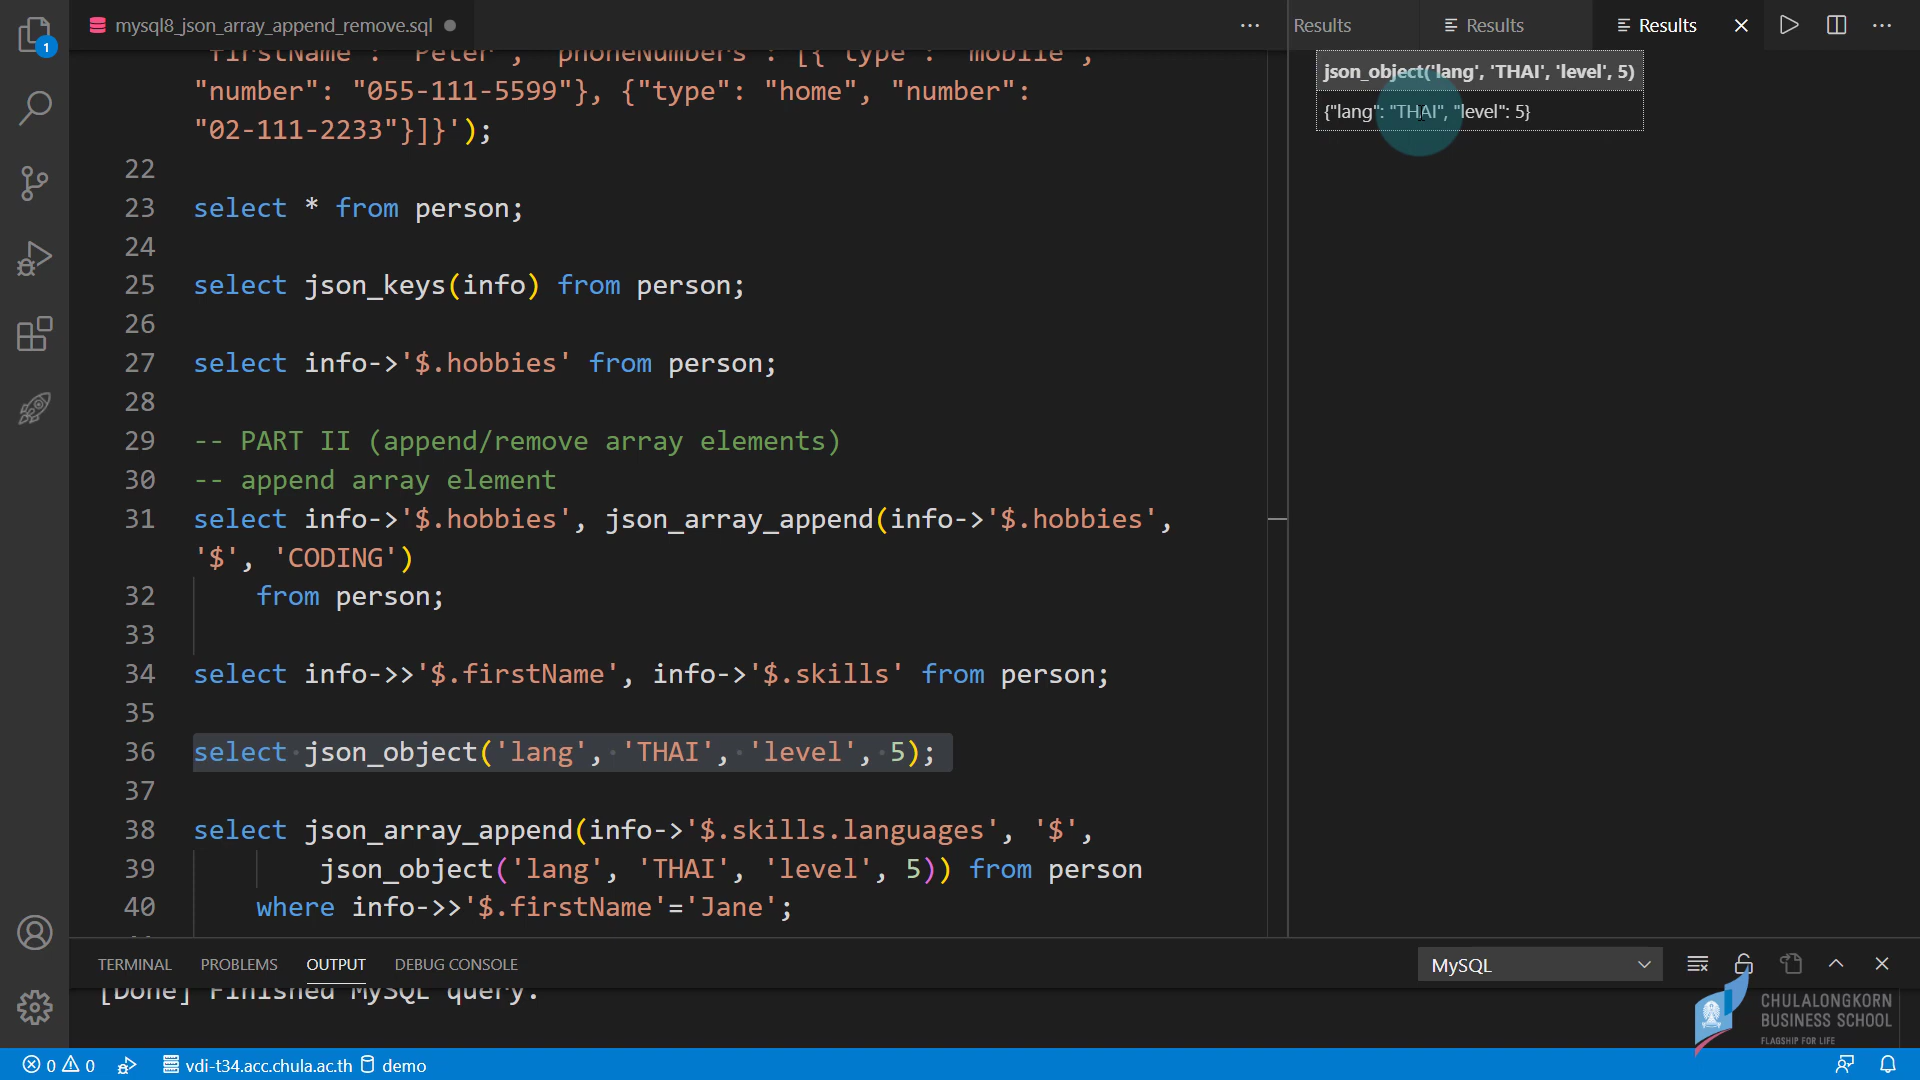 1
mysql8_json_array_append_remove.sql
Results
Results
Results
"firstName": "Peter", "phoneNumbers": [{"type": "mobile",
"number": "055-111-5599"}, {"type": "home", "number":
"02-111-2233"}]}');
22
23 select * from person;
24
25 select json_keys(info) from person;
26
27 select info->'$.hobbies' from person;
28
29 -- PART II (append/remove array elements)
30 -- append array element
31 select info->'$.hobbies', json_array_append(info->'$.hobbies',
'$', 'CODING')
32 from person;
33
34 select info->>'$.firstName', info->'$.skills' from person;
35
36 select json_object('lang', 'THAI', 'level', 5);
37
38 select json_array_append(info->'$.skills.languages', '$',
39 json_object('lang', 'THAI', 'level', 5)) from person
40 where info->>'$.firstName'='Jane';
json_object('lang', 'THAI', 'level', 5)
{"lang": "THAI", "level": 5}
TERMINAL PROBLEMS OUTPUT DEBUG CONSOLE
MySQL
[Done] Finished MySQL query.
CHULALONGKORN
BUSINESS SCHOOL
FLAGSHIP FOR LIFE
0 0 vdi-t34.acc.chula.ac.th demo